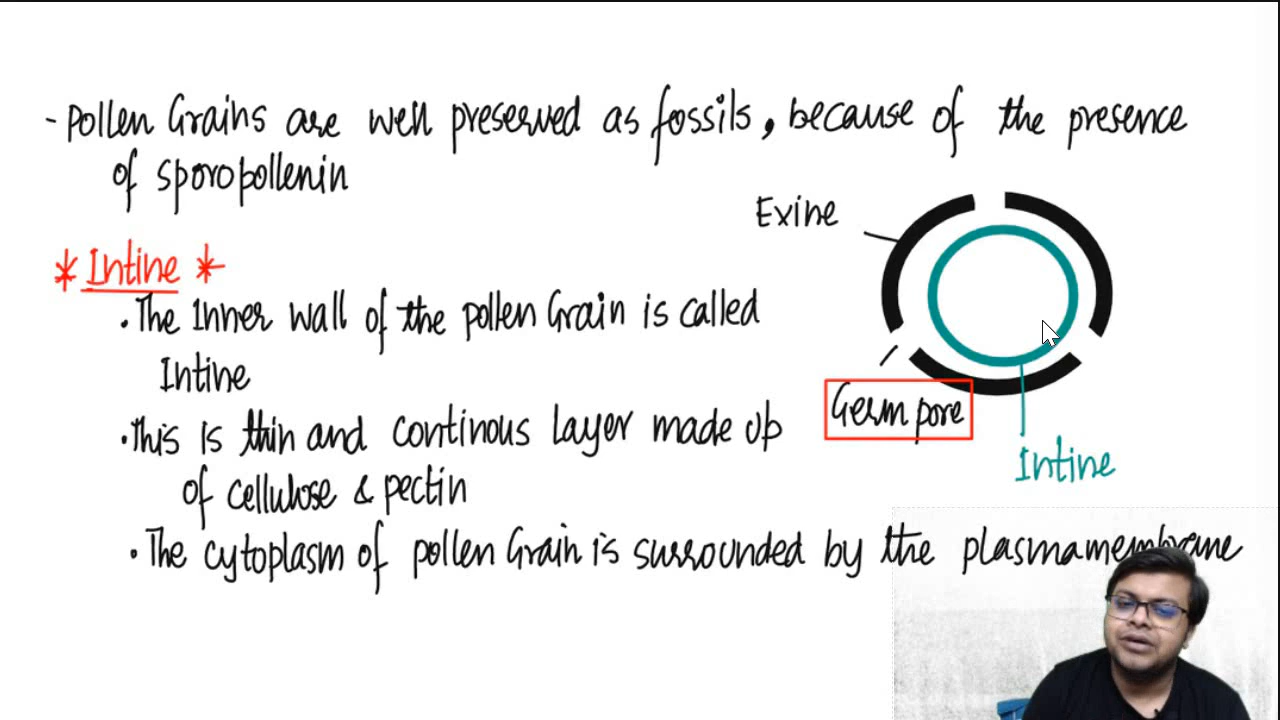 - Pollen Grains are well preserved as fossils, because of the presence
of sporopollenin
Exine
* Intine *
. The Inner wall of the pollen Grain is called
Intine
Germ pore
. This is thin and continous Layer made up
of cellulose & pectin
Intine
. The cytoplasm of pollen Grain is surrounded by the plasmamembrane